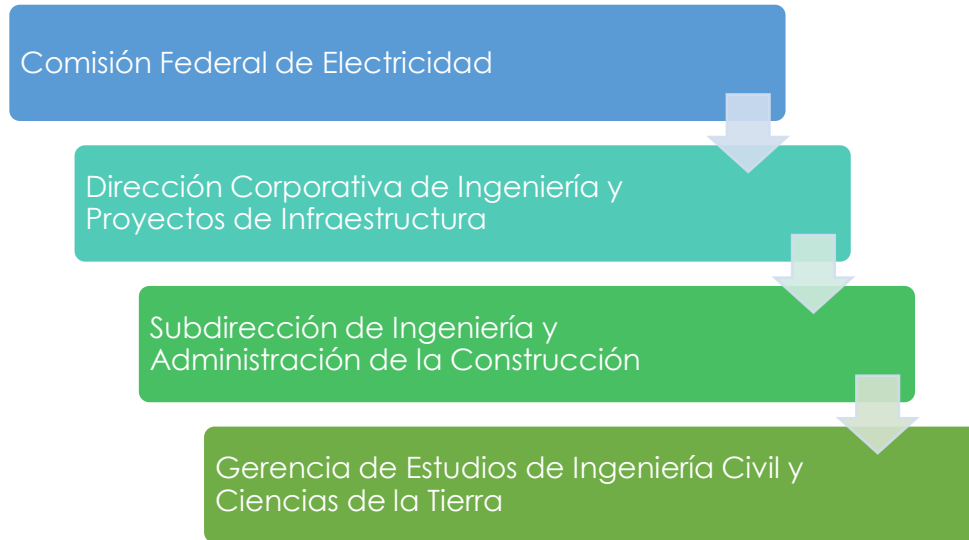 Comisión Federal de Electricidad
Dirección Corporativa de Ingeniería y
Proyectos de Infraestructura
Subdirección de Ingeniería y
Administración de la Construcción
Gerencia de Estudios de Ingeniería Civil y
Ciencias de la Tierra